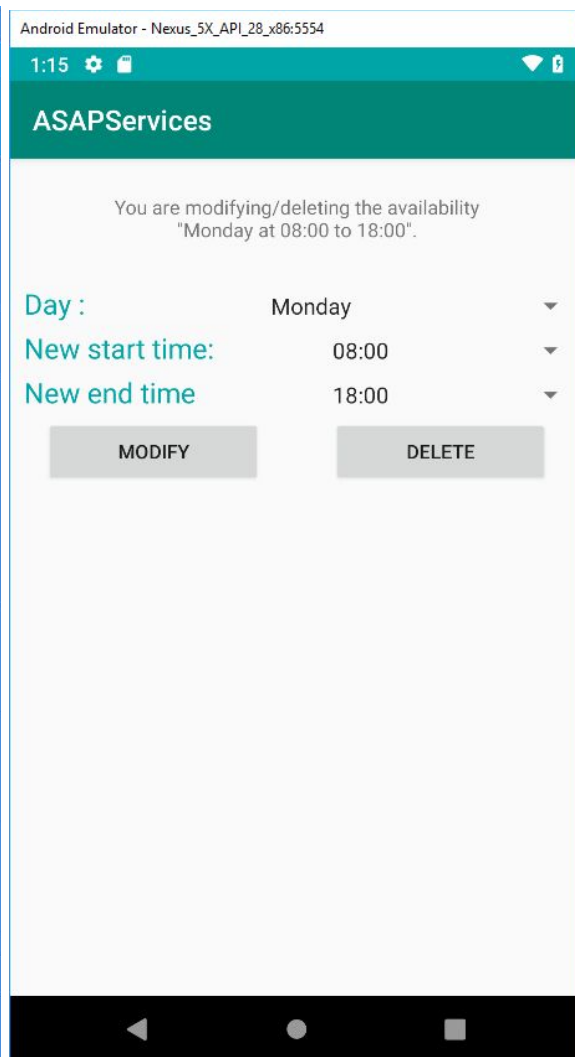 Android Emulator - Nexus_5X_API_28_x86:5554
1:15
ASAPServices
You are modifying/deleting the availability
"Monday at 08:00 to 18:00".
Day : Monday
New start time: 08:00
New end time 18:00
MODIFY DELETE